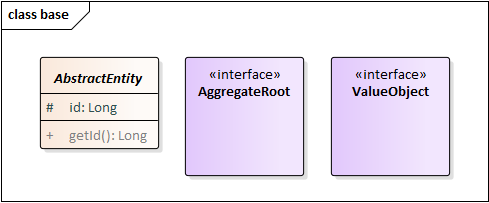 class base
AbstractEntity
# id: Long
+ getId(): Long
«interface»
AggregateRoot
«interface»
ValueObject